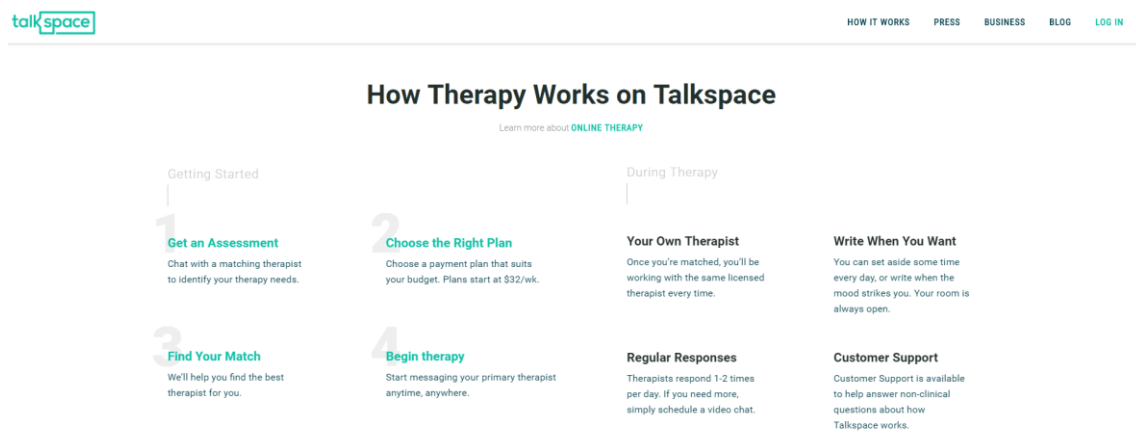 talkspace
HOW IT WORKS PRESS BUSINESS BLOG LOG IN
How Therapy Works on Talkspace
Learn more about ONLINE THERAPY
Getting Started
1
Get an Assessment
Chat with a matching therapist
to identify your therapy needs.
2
Choose the Right Plan
Choose a payment plan that suits
your budget. Plans start at $32/wk.
3
Find Your Match
We'll help you find the best
therapist for you.
4
Begin therapy
Start messaging your primary therapist
anytime, anywhere.
During Therapy
Your Own Therapist
Once you're matched, you'll be
working with the same licensed
therapist every time.
Write When You Want
You can set aside some time
every day, or write when the
mood strikes you. Your room is
always open.
Regular Responses
Therapists respond 1-2 times
per day. If you need more,
simply schedule a video chat.
Customer Support
Customer Support is available
to help answer non-clinical
questions about how
Talkspace works.